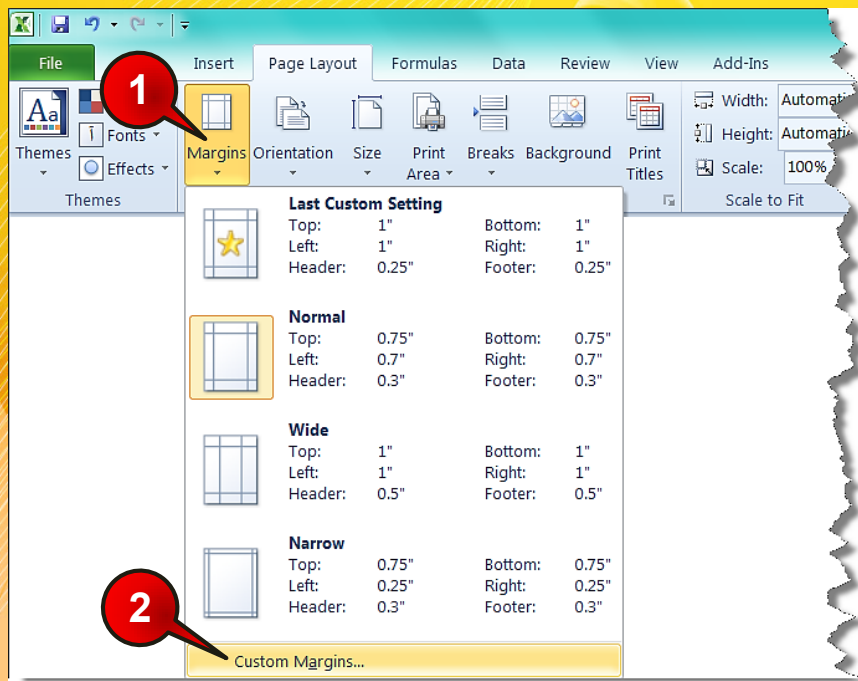 File Insert Page Layout Formulas Data Review View Add-Ins
1
Aa
Themes
Fonts
Effects
Themes
Margins
Orientation
Size
Print
Area
Breaks
Background
Print
Titles
Width:
Height:
Scale: 100%
Scale to Fit
Last Custom Setting
Top: 1" Bottom: 1"
Left: 1" Right: 1"
Header: 0.25" Footer: 0.25"
Normal
Top: 0.75" Bottom: 0.75"
Left: 0.7" Right: 0.7"
Header: 0.3" Footer: 0.3"
Wide
Top: 1" Bottom: 1"
Left: 1" Right: 1"
Header: 0.5" Footer: 0.5"
Narrow
Top: 0.75" Bottom: 0.75"
Left: 0.25" Right: 0.25"
Header: 0.3" Footer: 0.3"
2
Custom Margins...